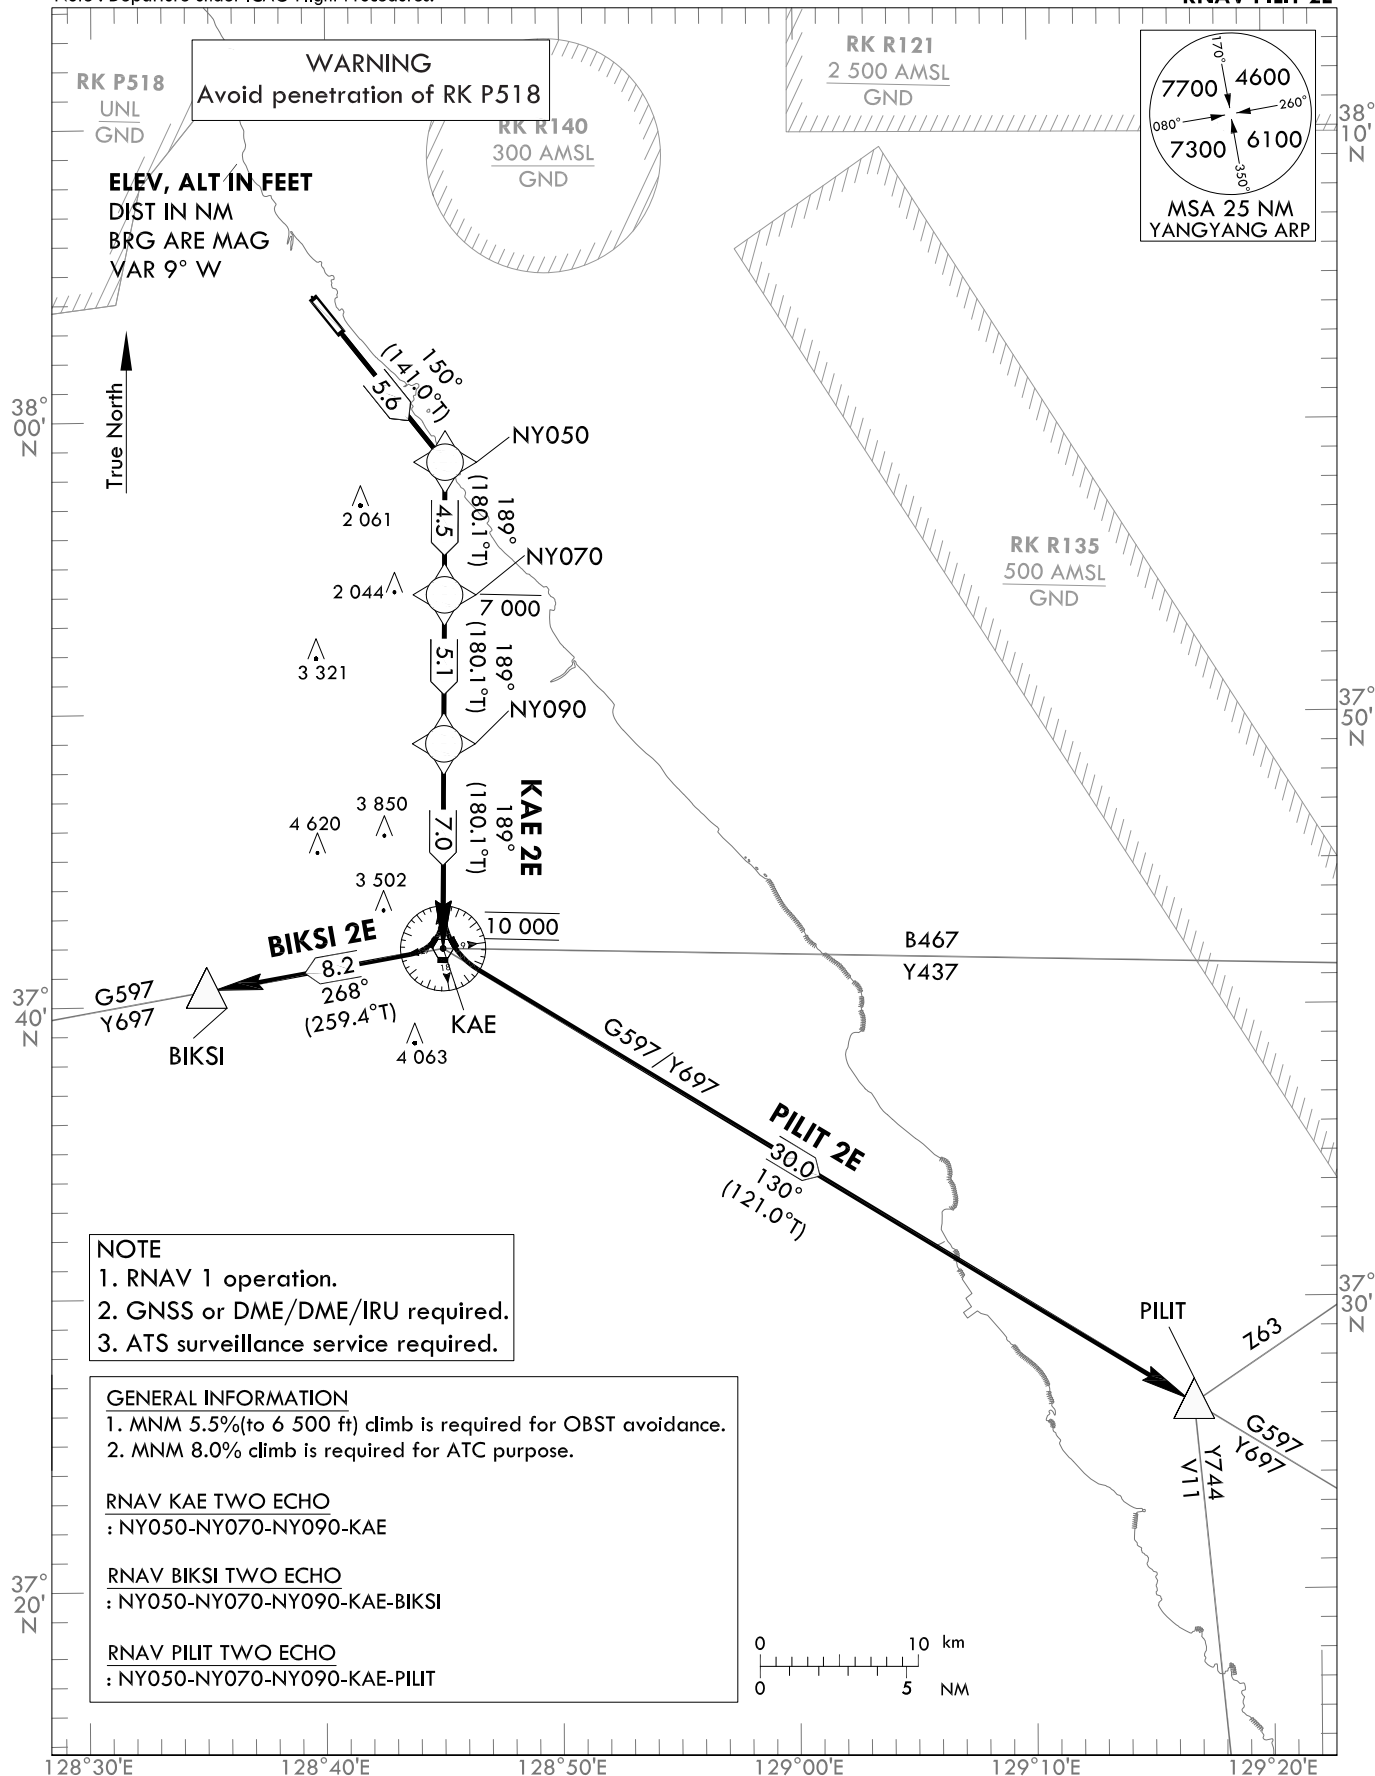 RK P518
UNL
GND
WARNING
Avoid penetration of RK P518
RK R140
300 AMSL
GND
RK R121
2 500 AMSL
GND
170°
7700
4600
260°
080°
7300
6100
350°
MSA 25 NM
YANGYANG ARP
38°
10'
N
ELEV, ALT IN FEET
DIST IN NM
BRG ARE MAG
VAR 9° W
True North
38°
00'
N
150°
(141.0°T)
5.6
NY050
2 061
4.5
189°
(180.1°T)
NY070
7 000
2 044
RK R135
500 AMSL
GND
3 321
5.1
189°
(180.1°T)
NY090
37°
50'
N
3 850
4 620
7.0
189°
(180.1°T)
KAE 2E
3 502
10 000
BIKSI 2E
8.2
268°
(259.4°T)
G597
Y697
BIKSI
KAE
4 063
B467
Y437
37°
40'
N
G597/Y697
PILIT 2E
30.0
130°
(121.0°T)
NOTE
1. RNAV 1 operation.
2. GNSS or DME/DME/IRU required.
3. ATS surveillance service required.
37°
30'
N
PILIT
Z63
G597
Y697
Y744
V11
GENERAL INFORMATION
1. MNM 5.5%(to 6 500 ft) climb is required for OBST avoidance.
2. MNM 8.0% climb is required for ATC purpose.
RNAV KAE TWO ECHO
: NY050-NY070-NY090-KAE
RNAV BIKSI TWO ECHO
: NY050-NY070-NY090-KAE-BIKSI
RNAV PILIT TWO ECHO
: NY050-NY070-NY090-KAE-PILIT
37°
20'
N
0 10 km
0 5 NM
128°30'E 128°40'E 128°50'E 129°00'E 129°10'E 129°20'E